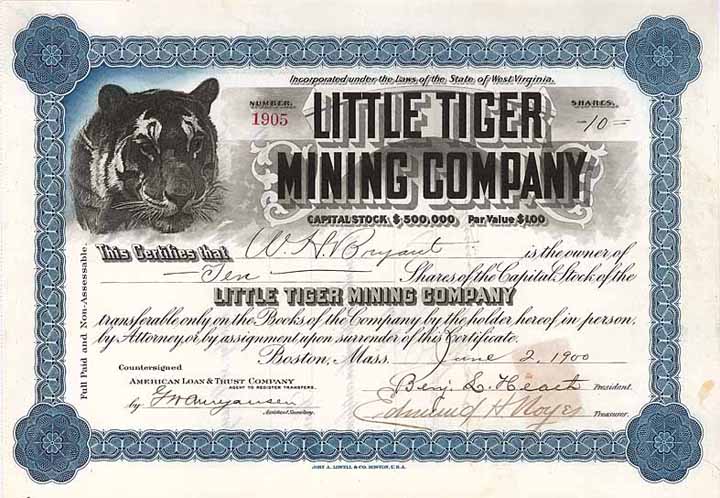 Incorporated under the Laws of the State of West Virginia.
NUMBER. SHARES.
1905 -10-
LITTLE TIGER
MINING COMPANY
CAPITAL STOCK $500,000, Par Value $1.00
This Certifies that W. H. Bryant is the owner of
Ten Shares of the Capital Stock of the
LITTLE TIGER MINING COMPANY
transferable only on the Books of the Company by the holder hereof in person,
by Attorney, or by assignment upon surrender of this Certificate.
Boston, Mass. June 2, 1900
Full Paid and Non-Assessable.
Countersigned
AMERICAN LOAN & TRUST COMPANY
AGENT TO REGISTER TRANSFERS.
by
Assistant Secretary.
Benj. L. Heath President.
Edmund H. Noyes Treasurer.
JOHN A. LOWELL & CO. BOSTON, U.S.A.